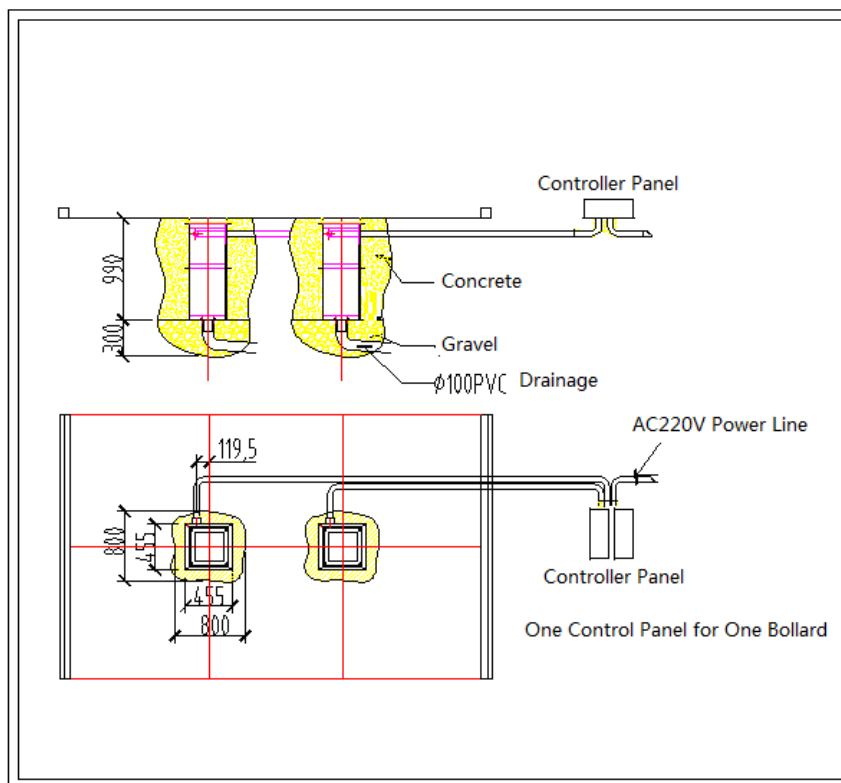 Controller Panel
990
Concrete
300
Gravel
ϕ100PVC Drainage
AC220V Power Line
119,5
800
455
Controller Panel
455
800
One Control Panel for One Bollard